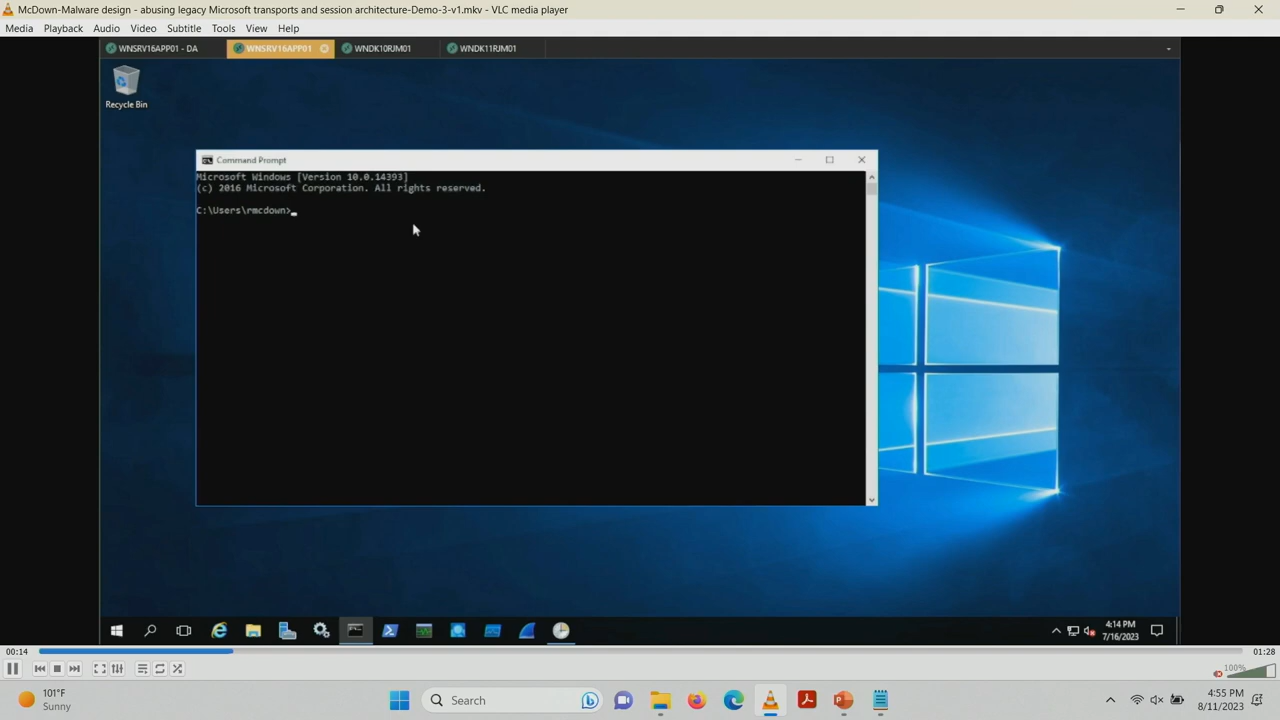 McDown-Malware design - abusing legacy Microsoft transports and session architecture-Demo-3-v1.mkv - VLC media player
Media Playback Audio Video Subtitle Tools View Help
WNSRV16APP01 - DA WNSRV16APP01 WNDK10RJM01 WNDK11RJM01
Recycle Bin
Command Prompt
Microsoft Windows [Version 10.0.14393]
(c) 2016 Microsoft Corporation. All rights reserved.
C:\Users\rmcdown>
4:14 PM
7/16/2023
00:14 01:28
100%
101°F
Sunny
Search
4:55 PM
8/11/2023